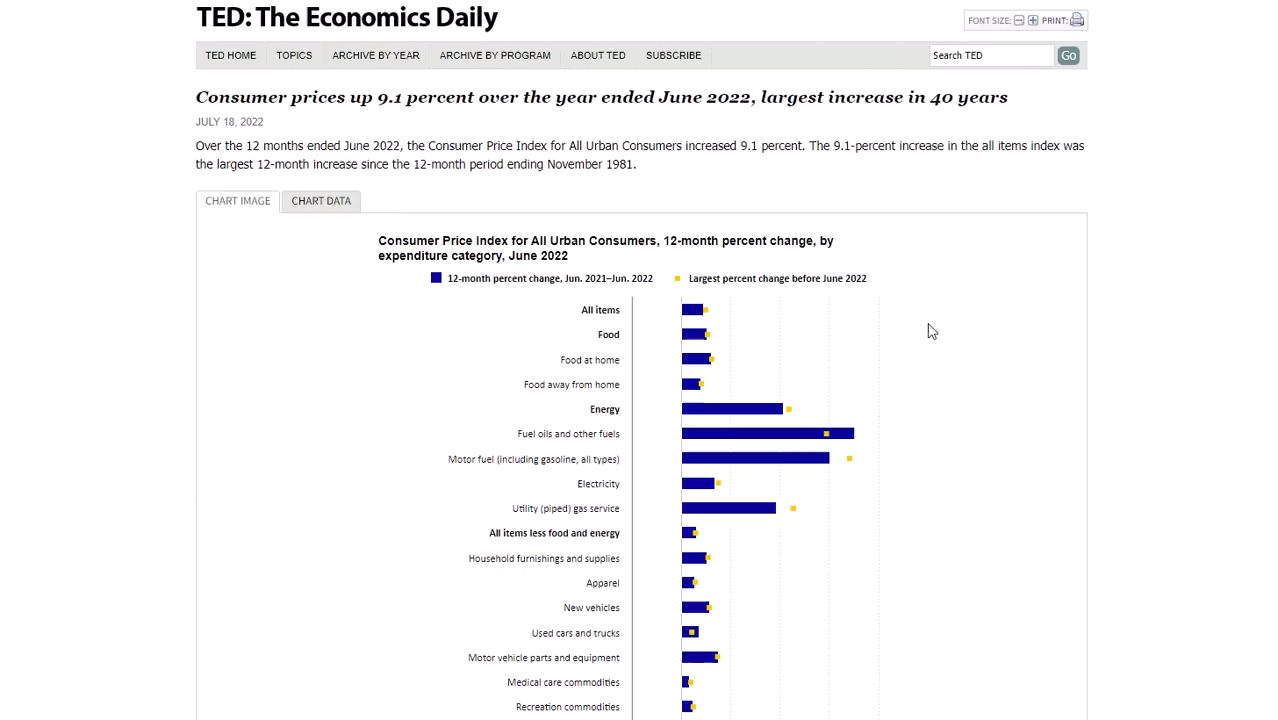 TED: The Economics Daily
FONT SIZE: PRINT:
TED HOME TOPICS ARCHIVE BY YEAR ARCHIVE BY PROGRAM ABOUT TED SUBSCRIBE Search TED Go
Consumer prices up 9.1 percent over the year ended June 2022, largest increase in 40 years
JULY 18, 2022
Over the 12 months ended June 2022, the Consumer Price Index for All Urban Consumers increased 9.1 percent. The 9.1-percent increase in the all items index was
the largest 12-month increase since the 12-month period ending November 1981.
CHART IMAGE CHART DATA
Consumer Price Index for All Urban Consumers, 12-month percent change, by
expenditure category, June 2022
12-month percent change, Jun. 2021–Jun. 2022 Largest percent change before June 2022
All items
Food
Food at home
Food away from home
Energy
Fuel oils and other fuels
Motor fuel (including gasoline, all types)
Electricity
Utility (piped) gas service
All items less food and energy
Household furnishings and supplies
Apparel
New vehicles
Used cars and trucks
Motor vehicle parts and equipment
Medical care commodities
Recreation commodities